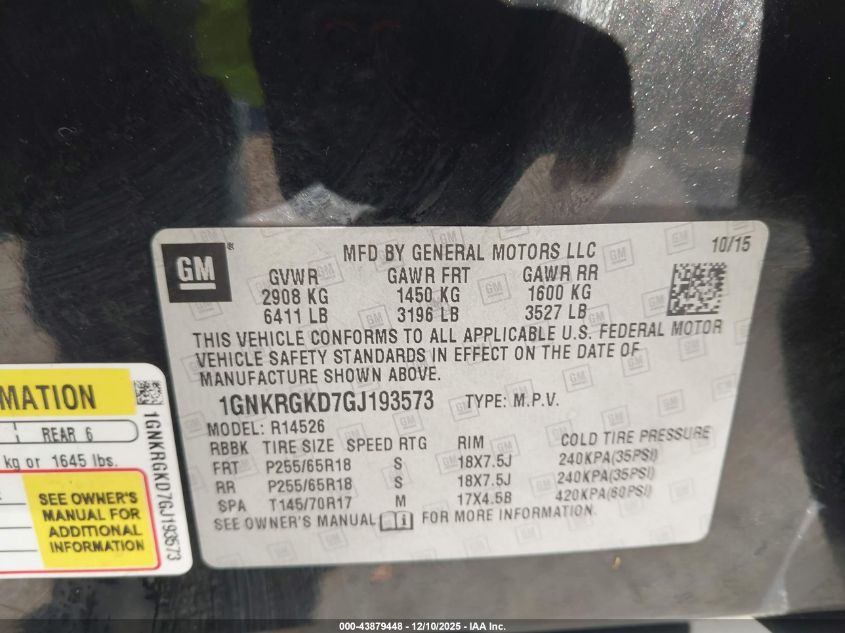 GM ®
MFD BY GENERAL MOTORS LLC 10/15
GVWR GAWR FRT GAWR RR
2908 KG 1450 KG 1600 KG
6411 LB 3196 LB 3527 LB
THIS VEHICLE CONFORMS TO ALL APPLICABLE U.S. FEDERAL MOTOR
VEHICLE SAFETY STANDARDS IN EFFECT ON THE DATE OF
MANUFACTURE SHOWN ABOVE.
1GNKRGKD7GJ193573 TYPE: M.P.V.
MODEL: R14526
RBBK TIRE SIZE SPEED RTG RIM COLD TIRE PRESSURE
FRT P255/65R18 S 18X7.5J 240KPA(35PSI)
RR P255/65R18 S 18X7.5J 240KPA(35PSI)
SPA T145/70R17 M 17X4.5B 420KPA(60PSI)
SEE OWNER'S MANUAL FOR MORE INFORMATION.
MATION
REAR 6
kg or 1645 lbs.
SEE OWNER'S
MANUAL FOR
ADDITIONAL
INFORMATION
1GNKRGKD7GJ193573
000-43879448 - 12/10/2025 - IAA Inc.